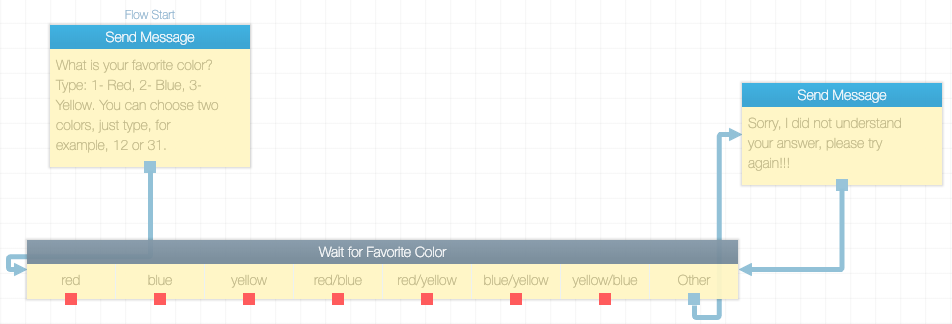 Flow Start
Send Message
What is your favorite color?
Type: 1- Red, 2- Blue, 3-
Yellow. You can choose two
colors, just type, for
example, 12 or 31.
Send Message
Sorry, I did not understand
your answer, please try
again!!!
Wait for Favorite Color
red blue yellow red/blue red/yellow blue/yellow yellow/blue Other